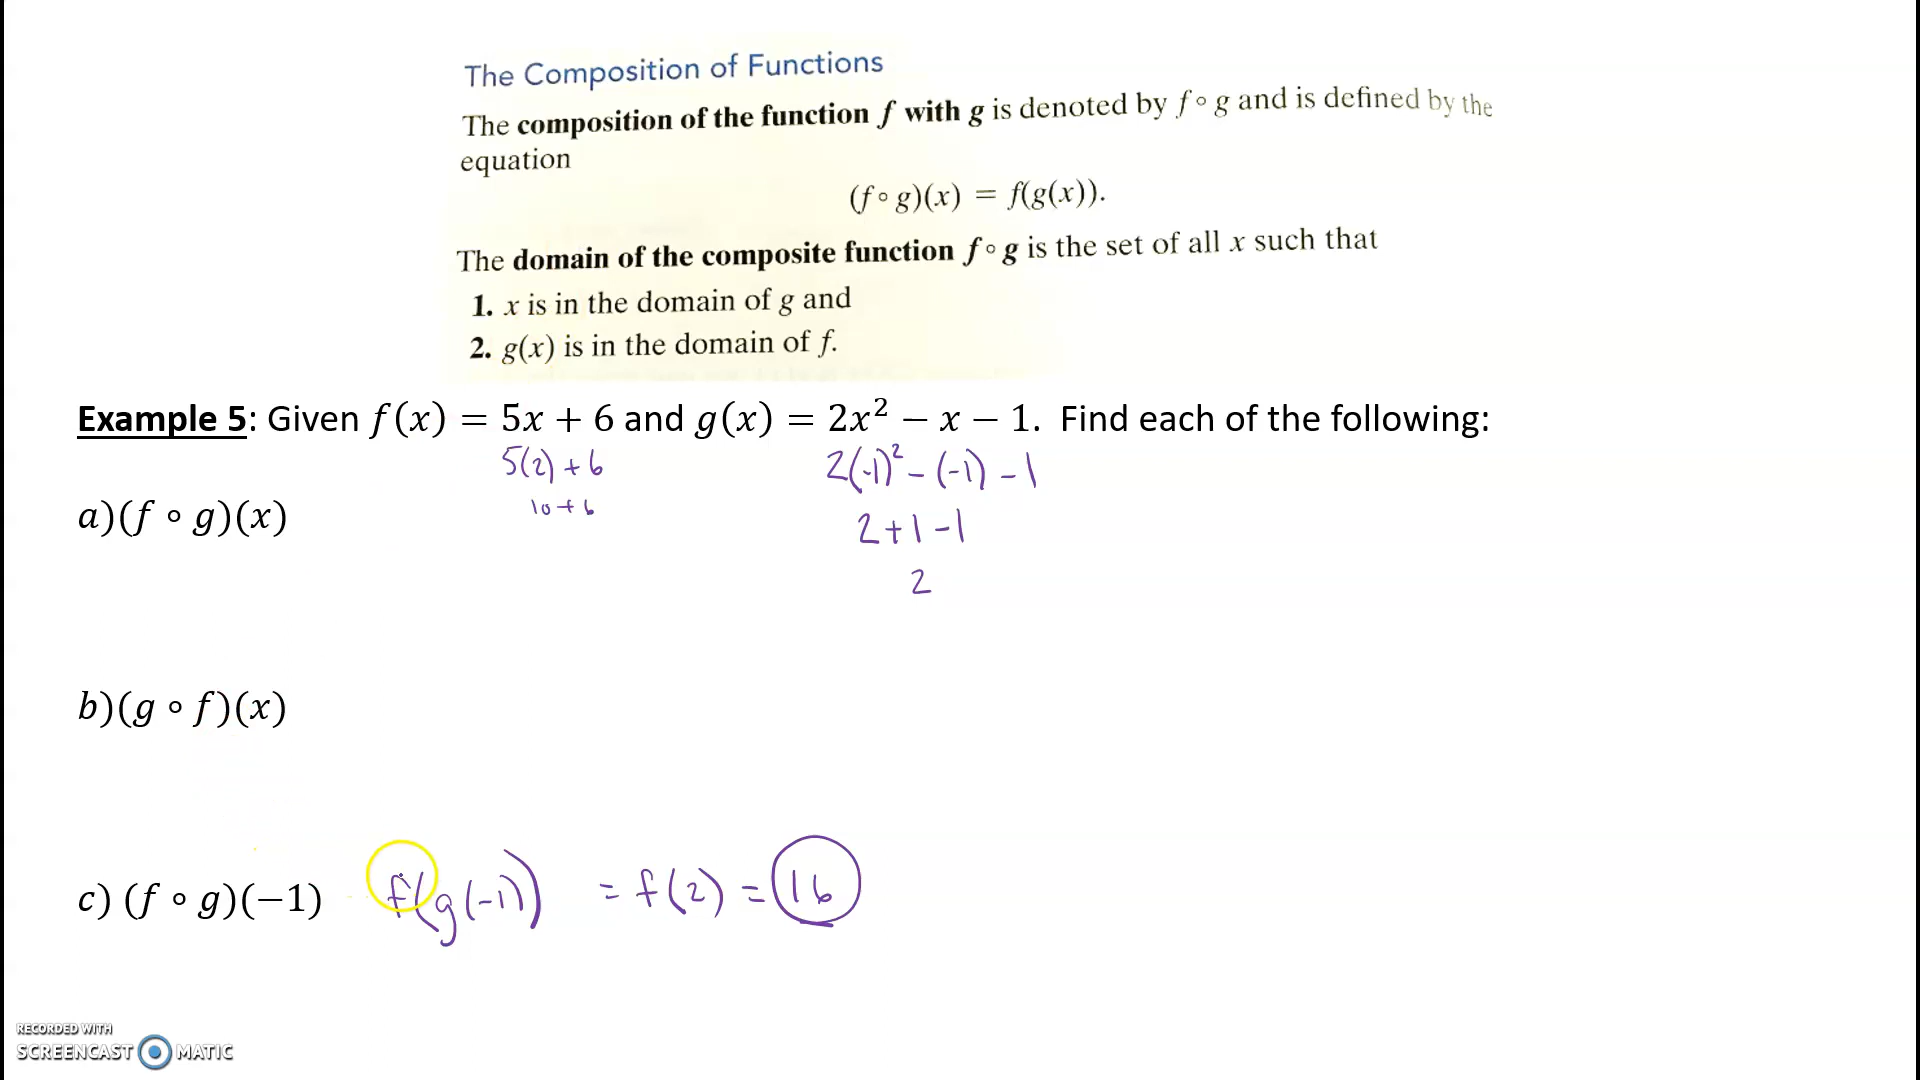 The Composition of Functions
The composition of the function f with g is denoted by f∘g and is defined by the
equation
(f∘g)(x) = f(g(x)).
The domain of the composite function f∘g is the set of all x such that
1. x is in the domain of g and
2. g(x) is in the domain of f.
Example 5: Given f(x) = 5x + 6 and g(x) = 2x² − x − 1. Find each of the following:
5(2) + 6
2(-1)² - (-1) - 1
10 + 6
a)(f ∘ g)(x)
2 + 1 - 1
2
b)(g ∘ f)(x)
c) (f ∘ g)(−1)
f(g(-1)) = f(2) = 16
RECORDED WITH
SCREENCAST MATIC